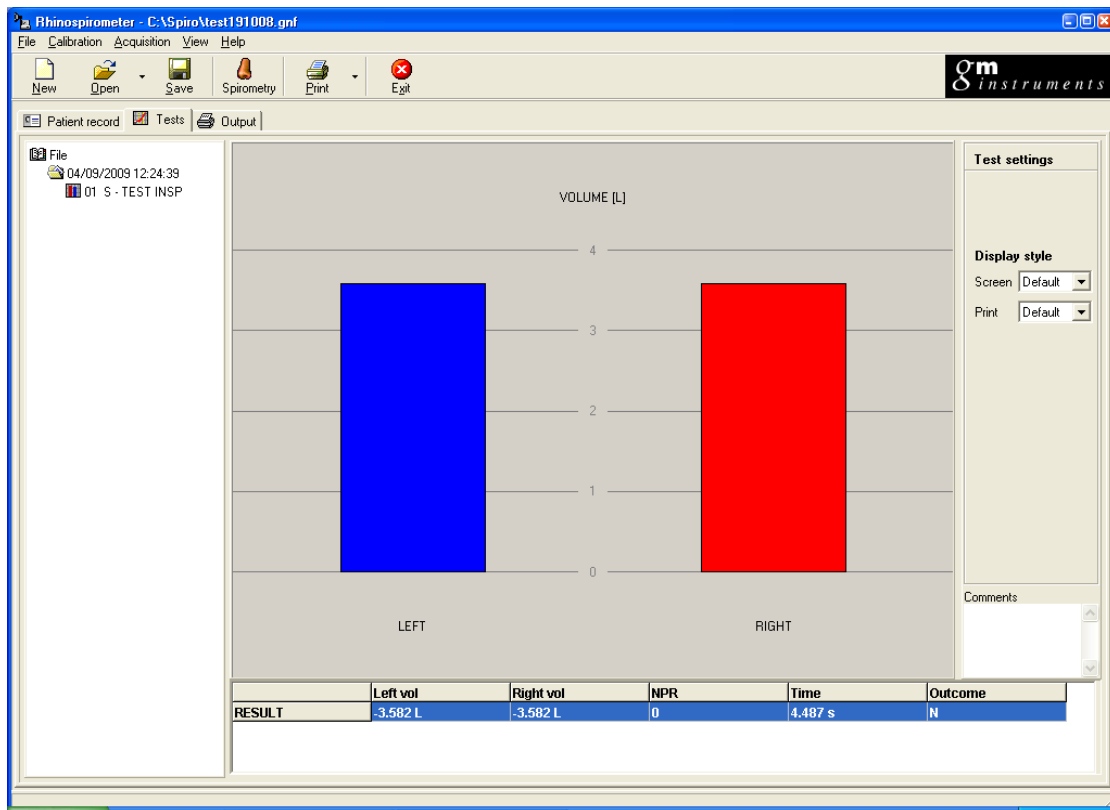 Rhinospirometer - C:\Spiro\test191008.gnf
File Calibration Acquisition View Help
New Open Save Spirometry Print Exit
gm instruments
Patient record Tests Output
File
04/09/2009 12:24:39
01 S - TEST INSP
VOLUME [L]
4
3
2
1
0
LEFT RIGHT
Test settings
Display style
Screen Default
Print Default
Comments
Left vol Right vol NPR Time Outcome
RESULT -3.582 L -3.582 L 0 4.487 s N